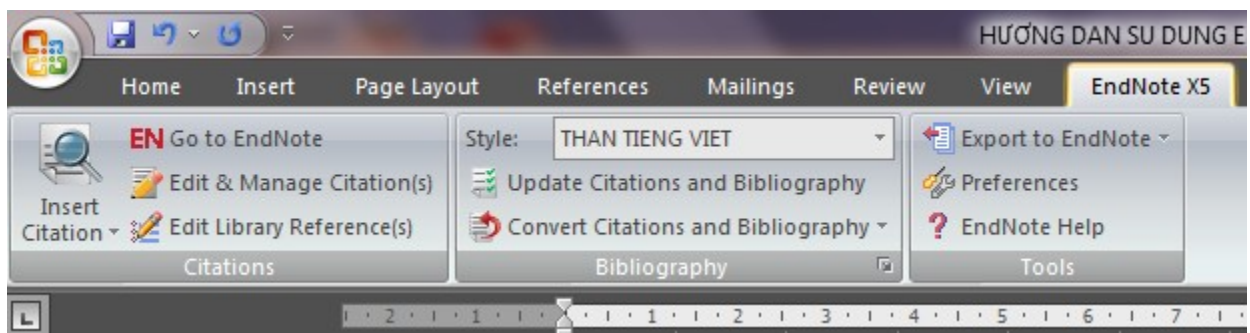 HƯƠNG DAN SU DUNG E
Home Insert Page Layout References Mailings Review View EndNote X5
EN Go to EndNote
Edit & Manage Citation(s)
Edit Library Reference(s)
Insert
Citation
Citations
Style: THAN TIENG VIET
Update Citations and Bibliography
Convert Citations and Bibliography
Bibliography
Export to EndNote
Preferences
? EndNote Help
Tools
L
2 1 1 2 3 4 5 6 7